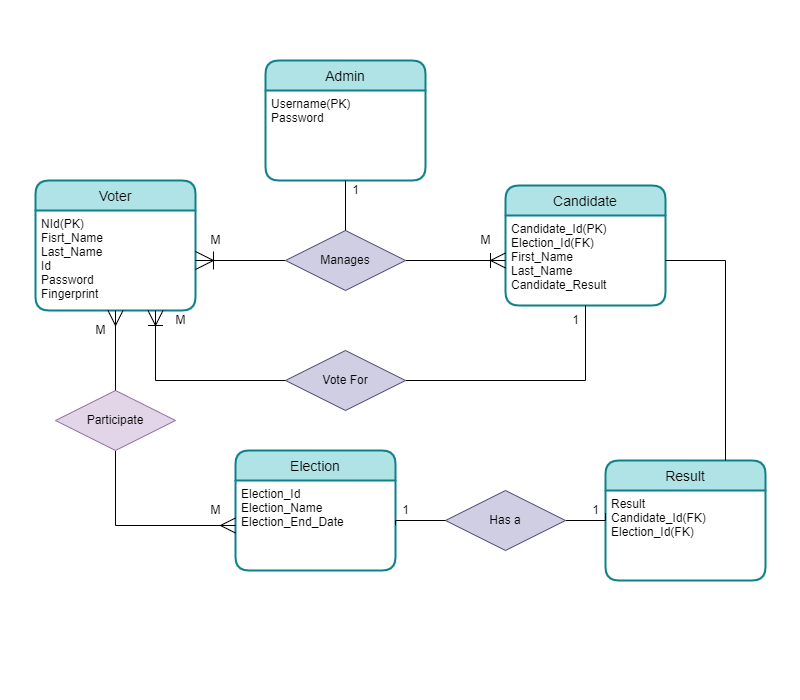 Admin
Username(PK)
Password
1
Voter
NId(PK)
Fisrt_Name
Last_Name
Id
Password
Fingerprint
M
Manages
M
Candidate
Candidate_Id(PK)
Election_Id(FK)
First_Name
Last_Name
Candidate_Result
M
M
1
Vote For
Participate
M
Election
Election_Id
Election_Name
Election_End_Date
1
Has a
1
Result
Result
Candidate_Id(FK)
Election_Id(FK)